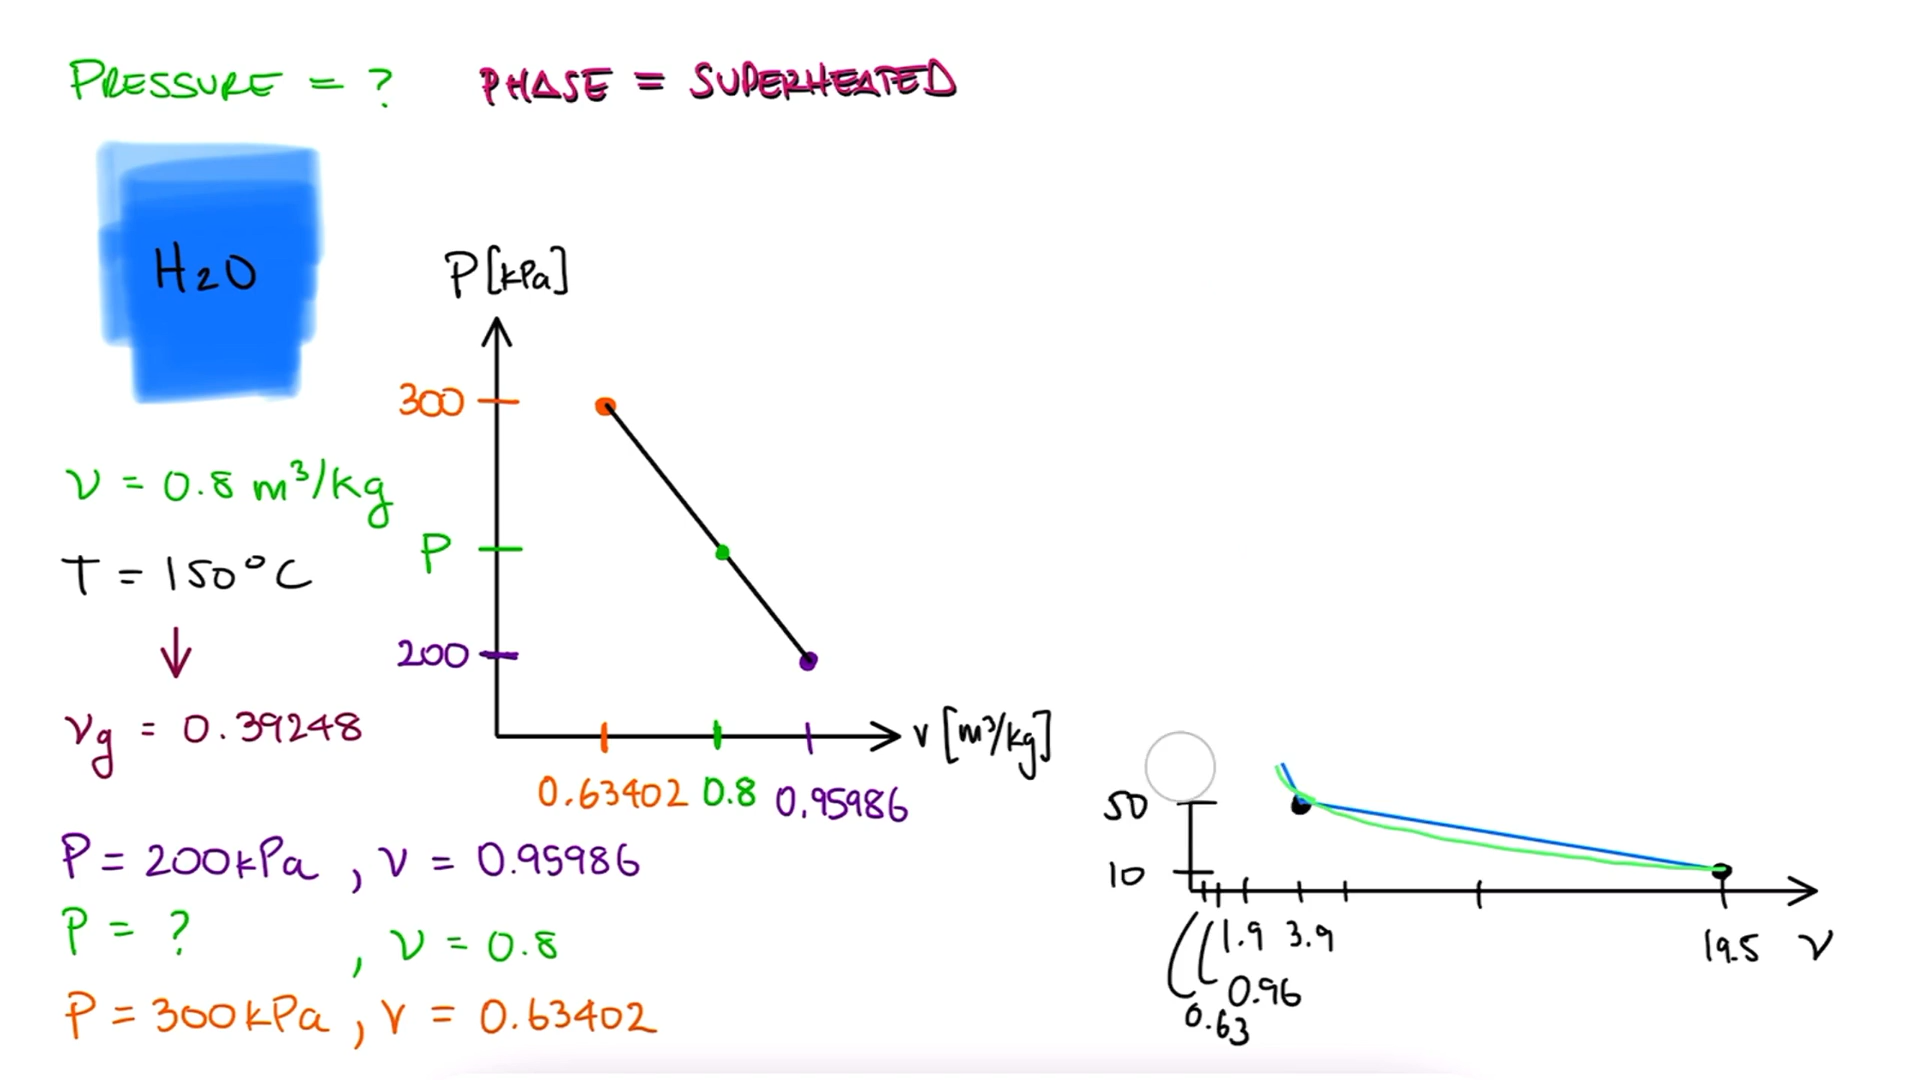 PRESSURE = ? PHASE = SUPERHEATED
H2O
P[kPa]
300
P
200
v [m³/kg]
0.63402 0.8 0.95986
ν = 0.8 m³/kg
T = 150°C
↓
νg = 0.39248
P = 200kPa, ν = 0.95986
P = ?, ν = 0.8
P = 300kPa, ν = 0.63402
50
10
1.9 3.9 19.5 ν
0.96
0.63